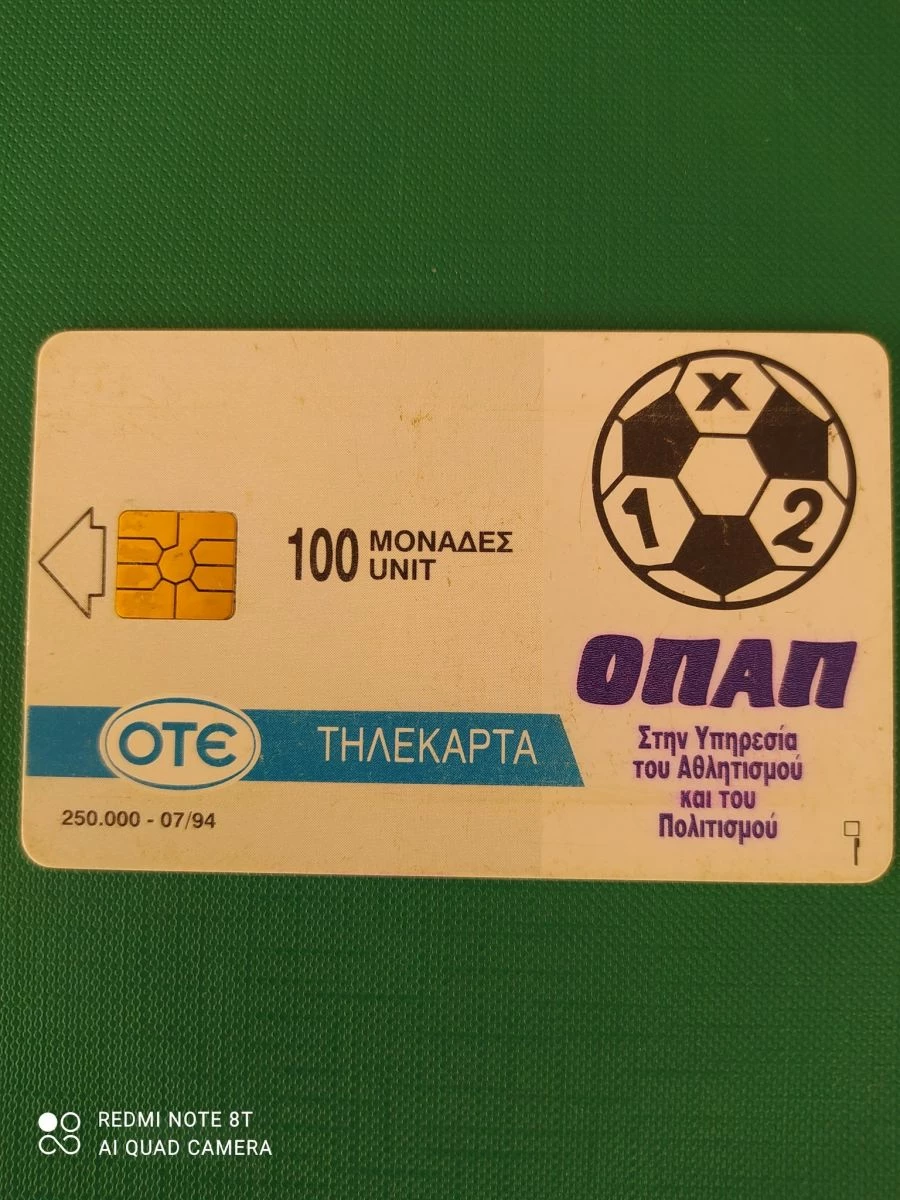 X
1 2
100 ΜΟΝΑΔΕΣ
UNIT
ΟΠΑΠ
Στην Υπηρεσία
του Αθλητισμού
και του
Πολιτισμού
ΟΤЄ ΤΗΛΕΚΑΡΤΑ
250.000 - 07/94
REDMI NOTE 8T
AI QUAD CAMERA